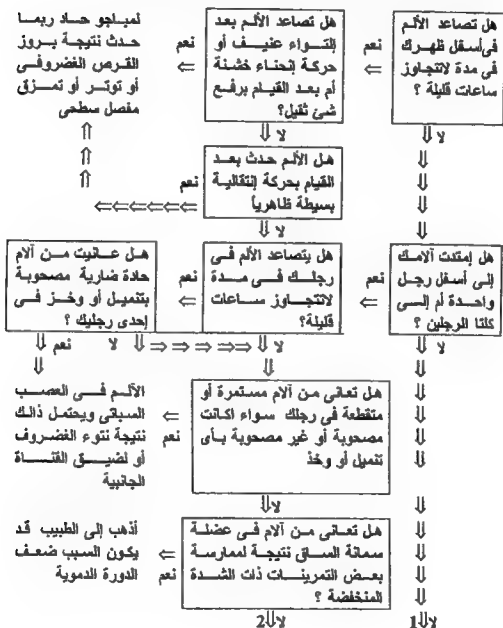 هل تصاعد الألم
فى أسفل ظهرك
فى مدة لاتتجاوز
ساعات قليلة ؟
نعم
لا
هل تصاعد الألم بعد
إلتواء عنيف أو
حركة إنحناء خشنة
أم بعد القيام برفع
شئ ثقيل؟
نعم
لا
لمباجو حاد ربما
حدث نتيجة بروز
القرص الغضروفى
أو توتر أو تمزق
مفصل سطحى
هل الألم حدث بعد
القيام بحركة إنتقالية
بسيطة ظاهرياً
نعم
لا
هل إمتدت آلامك
إلى أسفل رجل
واحدة أم إلى
كلتا الرجلين ؟
نعم
لا
هل يتصاعد الألم فى
رجلك فى مدة
لاتتجاوز ساعات
قليلة؟
نعم
لا
هل عانيت من آلام
حادة ضارية مصحوبة
بتنميل أو وخز فى
إحدى رجليك ؟
لا
نعم
هل تعانى من آلام مستمرة أو
متقطعة فى رجلك سواء اكانت
مصحوبة أو غير مصحوبة بأى
تنميل أو وخذ
نعم
لا
الألم فى العصب
السباتى ويحتمل ذالك
نتيجة نتوء الغضروف
أو لضيق القناة
الجانبية
هل تعانى من آلام فى عضلة
سمانة الساق نتيجة لممارسة
بعض التمرينات ذات الشدة
المنخفضة ؟
نعم
أذهب إلى الطبيب قد
يكون السبب ضعف
الدورة الدموية
لا 1
لا 2